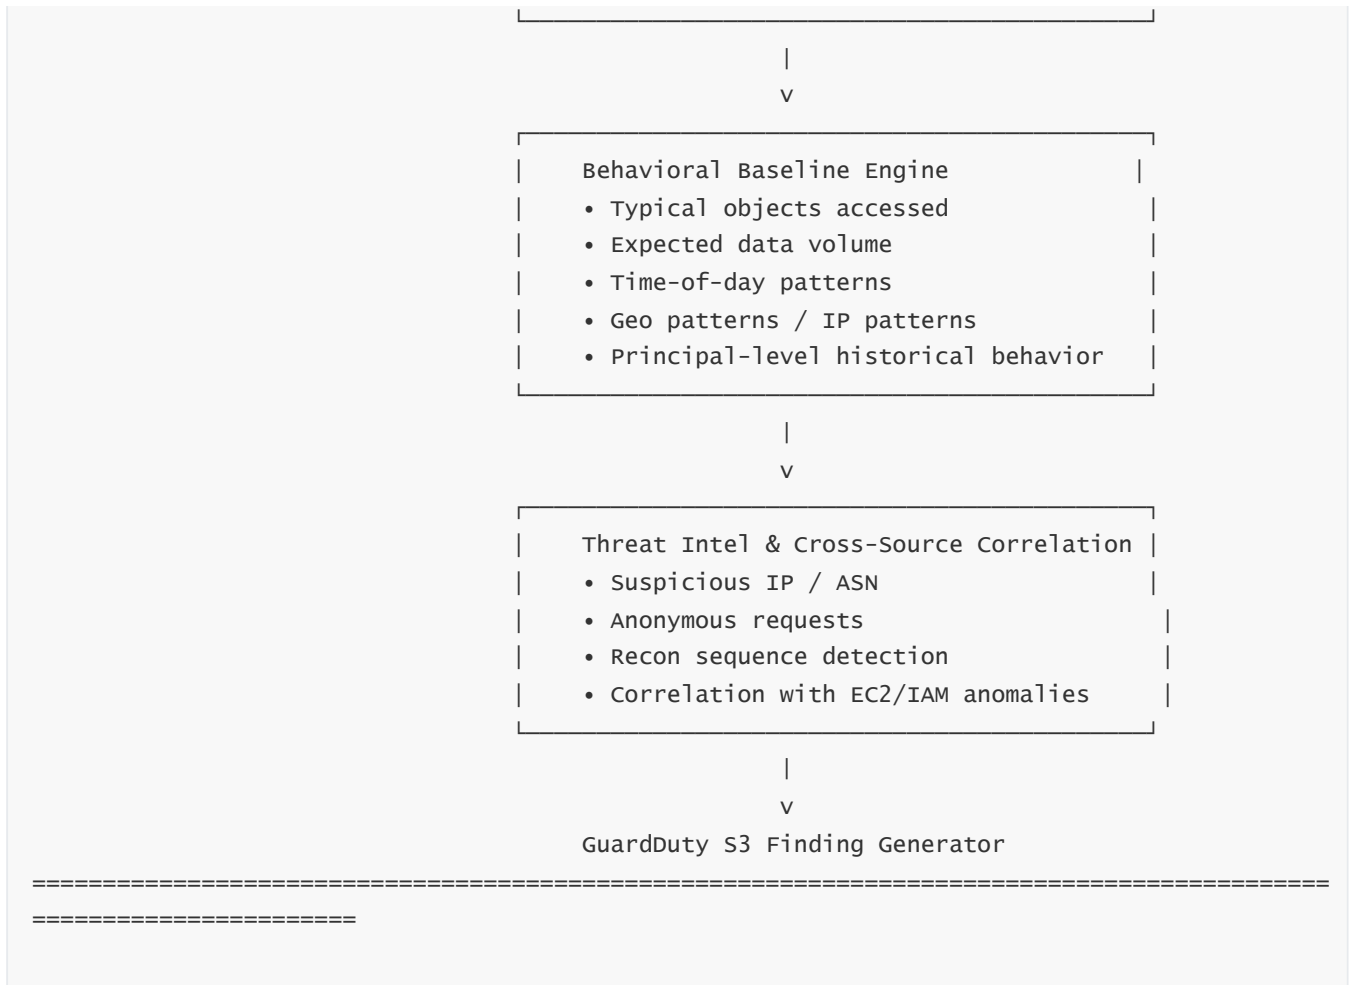 |
v
| Behavioral Baseline Engine |
| • Typical objects accessed |
| • Expected data volume |
| • Time-of-day patterns |
| • Geo patterns / IP patterns |
| • Principal-level historical behavior |
|
v
| Threat Intel & Cross-Source Correlation |
| • Suspicious IP / ASN |
| • Anonymous requests |
| • Recon sequence detection |
| • Correlation with EC2/IAM anomalies |
|
v
GuardDuty S3 Finding Generator
============================================================================================
=======================